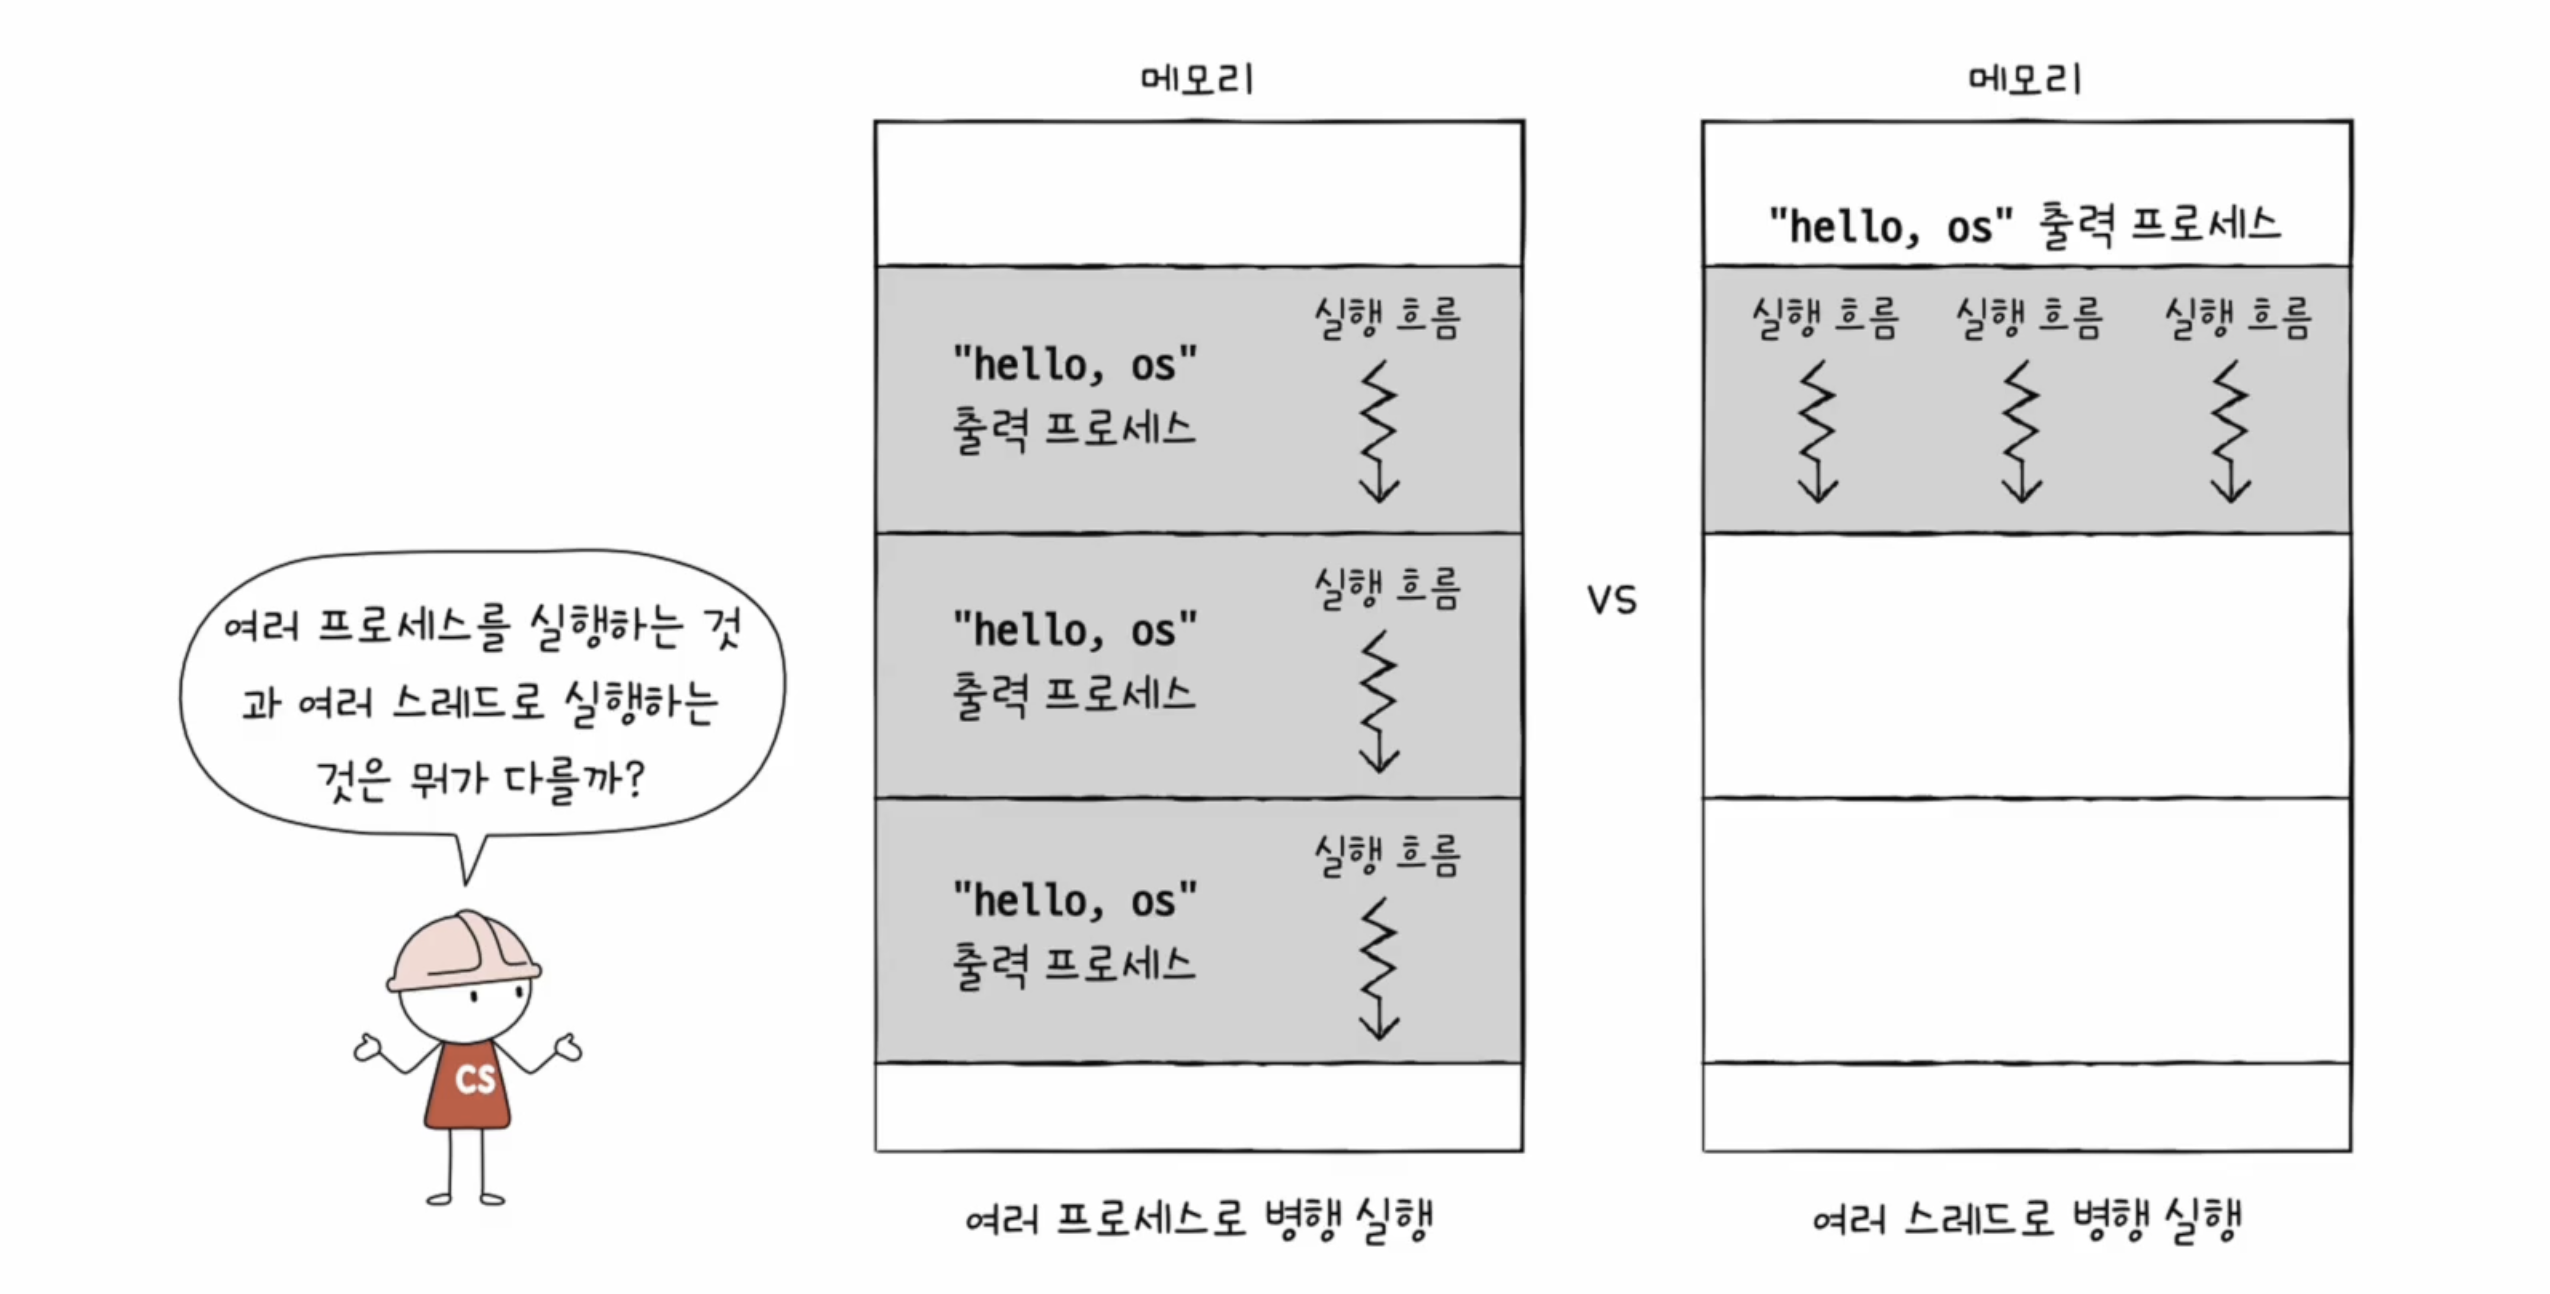 여러 프로세스를 실행하는 것
과 여러 스레드로 실행하는
것은 뭐가 다를까?
CS
메모리
"hello, os"
출력 프로세스
실행 흐름
"hello, os"
출력 프로세스
실행 흐름
"hello, os"
출력 프로세스
실행 흐름
여러 프로세스로 병행 실행
vs
메모리
"hello, os" 출력 프로세스
실행 흐름 실행 흐름 실행 흐름
여러 스레드로 병행 실행